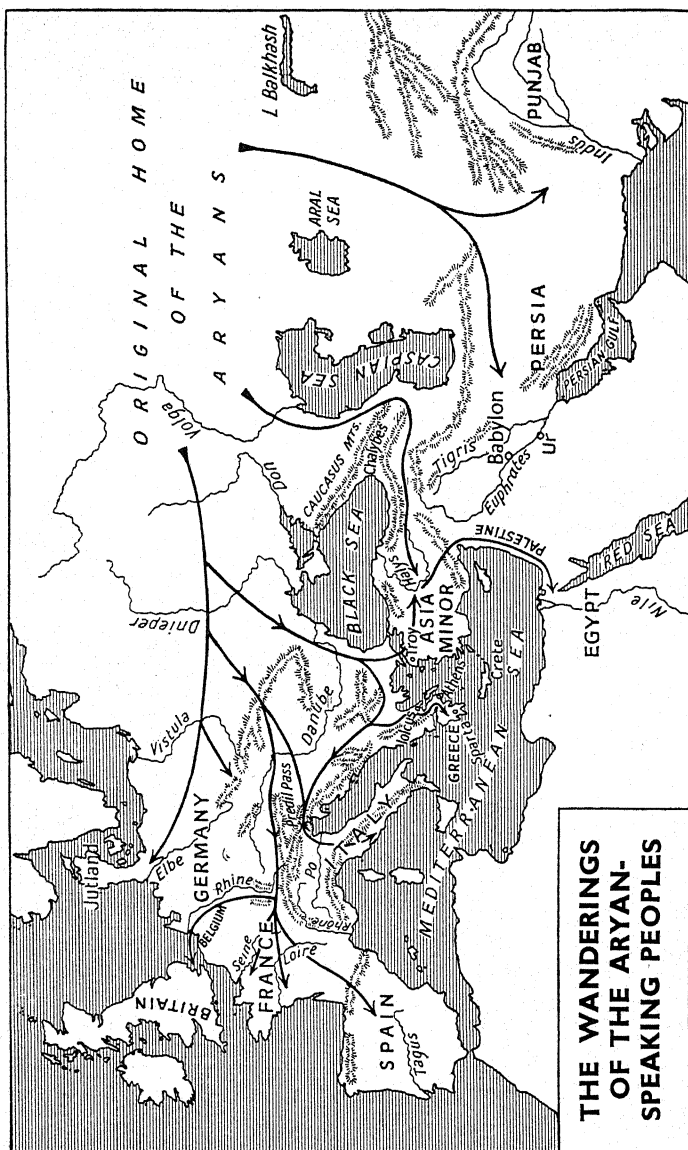 ORIGINAL HOME
OF THE
ARYANS
L Balkhash
ARAL
SEA
CASPIAN
SEA
PUNJAB
Indus
PERSIA
PERSIAN GULF
Volga
Don
CAUCASUS MTS.
Chalybes
BLACK SEA
Halys
Tigris
Babylon
Euphrates
Ur
PALESTINE
RED SEA
EGYPT
Nile
Troy
ASIA
MINOR
Dnieper
Vistula
Danube
Predil Pass
Athens
GREECE
Sparta
Crete
MEDITERRANEAN
SEA
ITALY
Po
Jutland
Elbe
GERMANY
Rhine
BELGIUM
BRITAIN
Seine
FRANCE
Loire
Rhône
SPAIN
Tagus
THE WANDERINGS
OF THE ARYAN-
SPEAKING PEOPLES